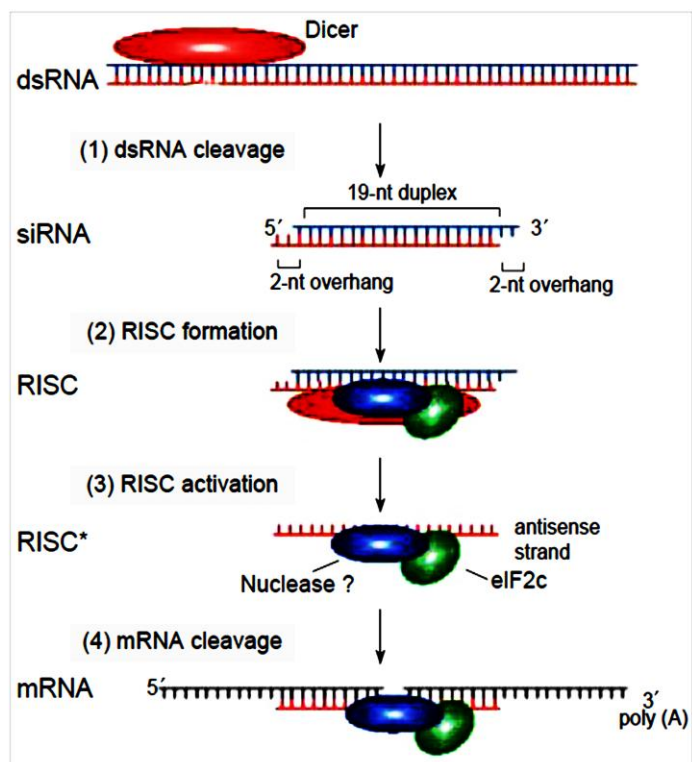 Dicer
dsRNA
(1) dsRNA cleavage
19-nt duplex
5′ 3′
siRNA
2-nt overhang
2-nt overhang
(2) RISC formation
RISC
(3) RISC activation
RISC*
antisense
strand
Nuclease ?
eIF2c
(4) mRNA cleavage
mRNA
5′
3′
poly (A)